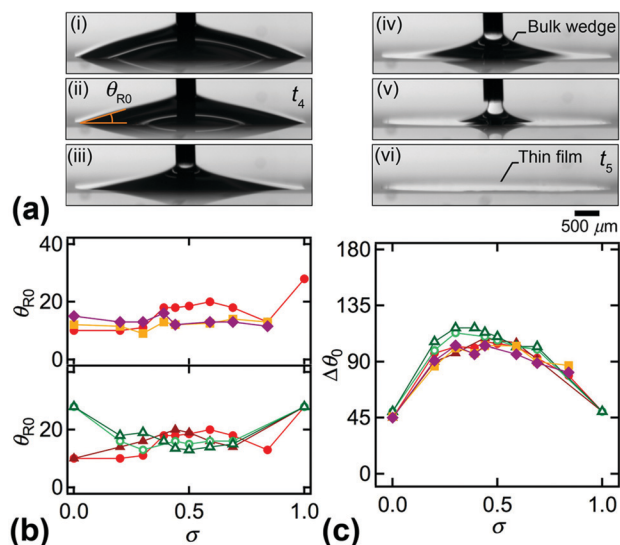 (i)
(ii)
θR0
t4
(iii)
(iv)
Bulk wedge
(v)
(vi)
Thin film
t5
500 μm
(a)
40
20
0
θR0
20
0
θR0
0.0
0.5
1.0
σ
(b)
180
135
90
45
0
Δθ0
0.0
0.5
1.0
σ
(c)